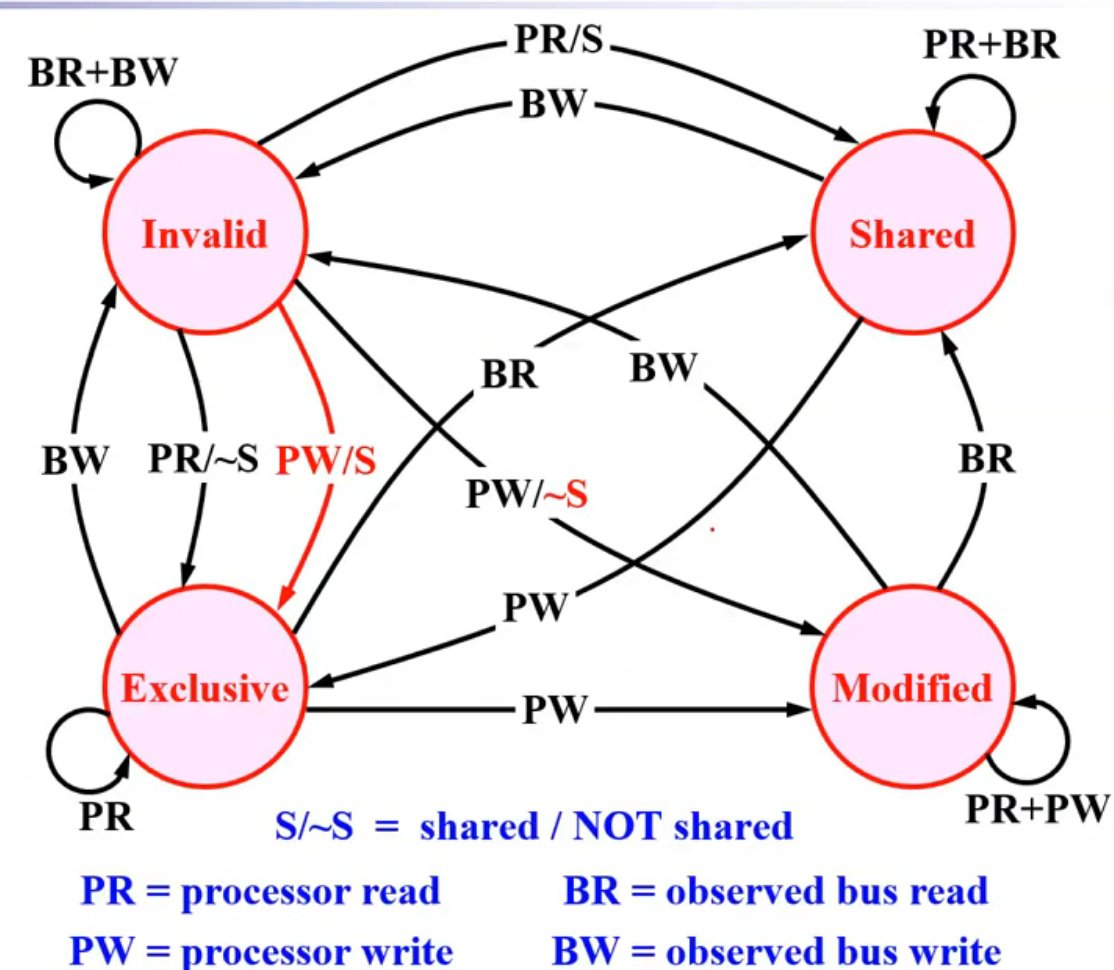 PR/S
PR+BR
BR+BW
BW
Invalid
Shared
BR
BW
BW
PR/~S
PW/S
BR
PW/~S
PW
Exclusive
PW
Modified
PR
PR+PW
S/~S = shared / NOT shared
PR = processor read
BR = observed bus read
PW = processor write
BW = observed bus write